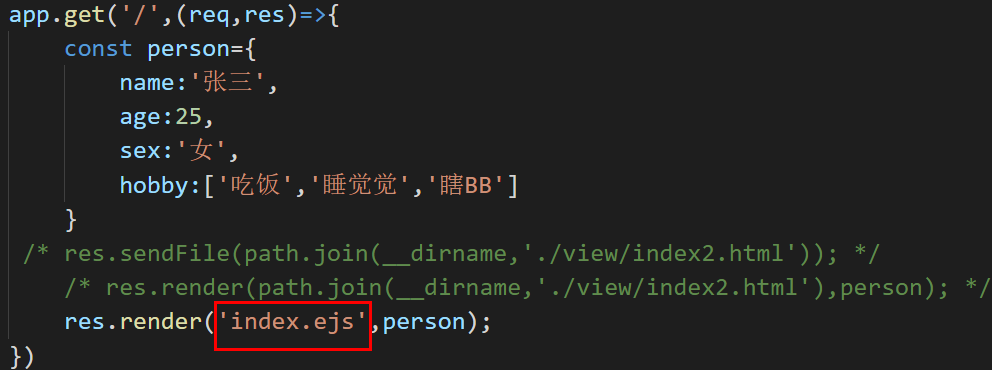 app.get('/',(req,res)=>{
    const person={
        name:'张三',
        age:25,
        sex:'女',
        hobby:['吃饭','睡觉觉','瞎BB']
    }
 /* res.sendFile(path.join(__dirname,'./view/index2.html')); */
    /* res.render(path.join(__dirname,'./view/index2.html'),person); */
    res.render('index.ejs',person);
})